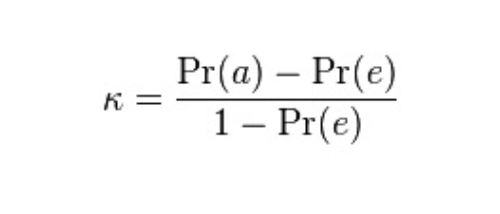 κ = Pr(a) − Pr(e) / 1 − Pr(e)